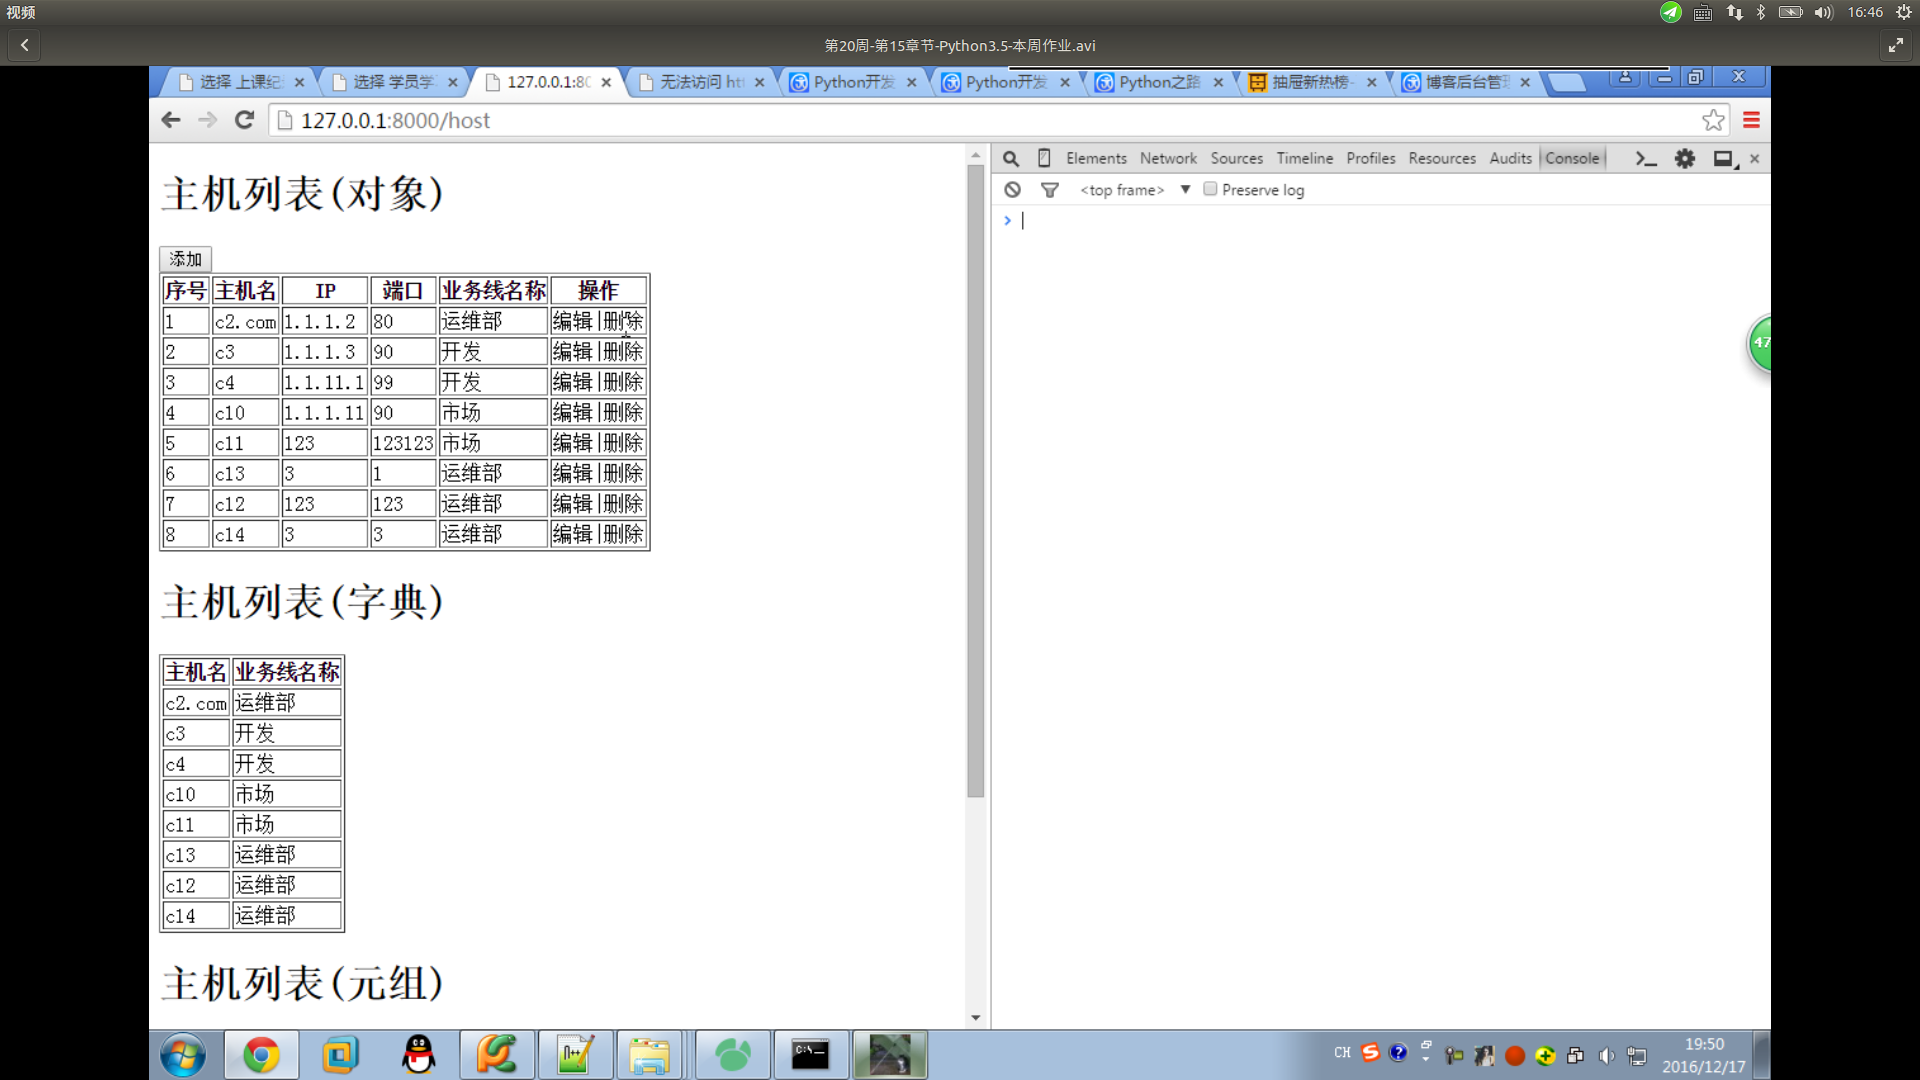 视频
16:46
第20周-第15章节-Python3.5-本周作业.avi
选择 上课纪
选择 学员学
127.0.0.1:80
无法访问 htt
Python开发
Python开发
Python之路
抽屉新热榜-
博客后台管理
127.0.0.1:8000/host
Elements Network Sources Timeline Profiles Resources Audits Console
<top frame> ▼ Preserve log
主机列表(对象)
添加
序号 主机名 IP 端口 业务线名称 操作
1 c2.com 1.1.1.2 80 运维部 编辑|删除
2 c3 1.1.1.3 90 开发 编辑|删除
3 c4 1.1.11.1 99 开发 编辑|删除
4 c10 1.1.1.11 90 市场 编辑|删除
5 c11 123 123123 市场 编辑|删除
6 c13 3 1 运维部 编辑|删除
7 c12 123 123 运维部 编辑|删除
8 c14 3 3 运维部 编辑|删除
47
主机列表(字典)
主机名 业务线名称
c2.com 运维部
c3 开发
c4 开发
c10 市场
c11 市场
c13 运维部
c12 运维部
c14 运维部
主机列表(元组)
CH
19:50
2016/12/17